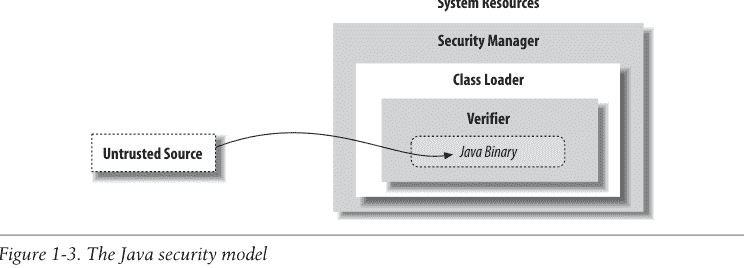 System Resources
Security Manager
Class Loader
Verifier
Untrusted Source
Java Binary
Figure 1-3. The Java security model